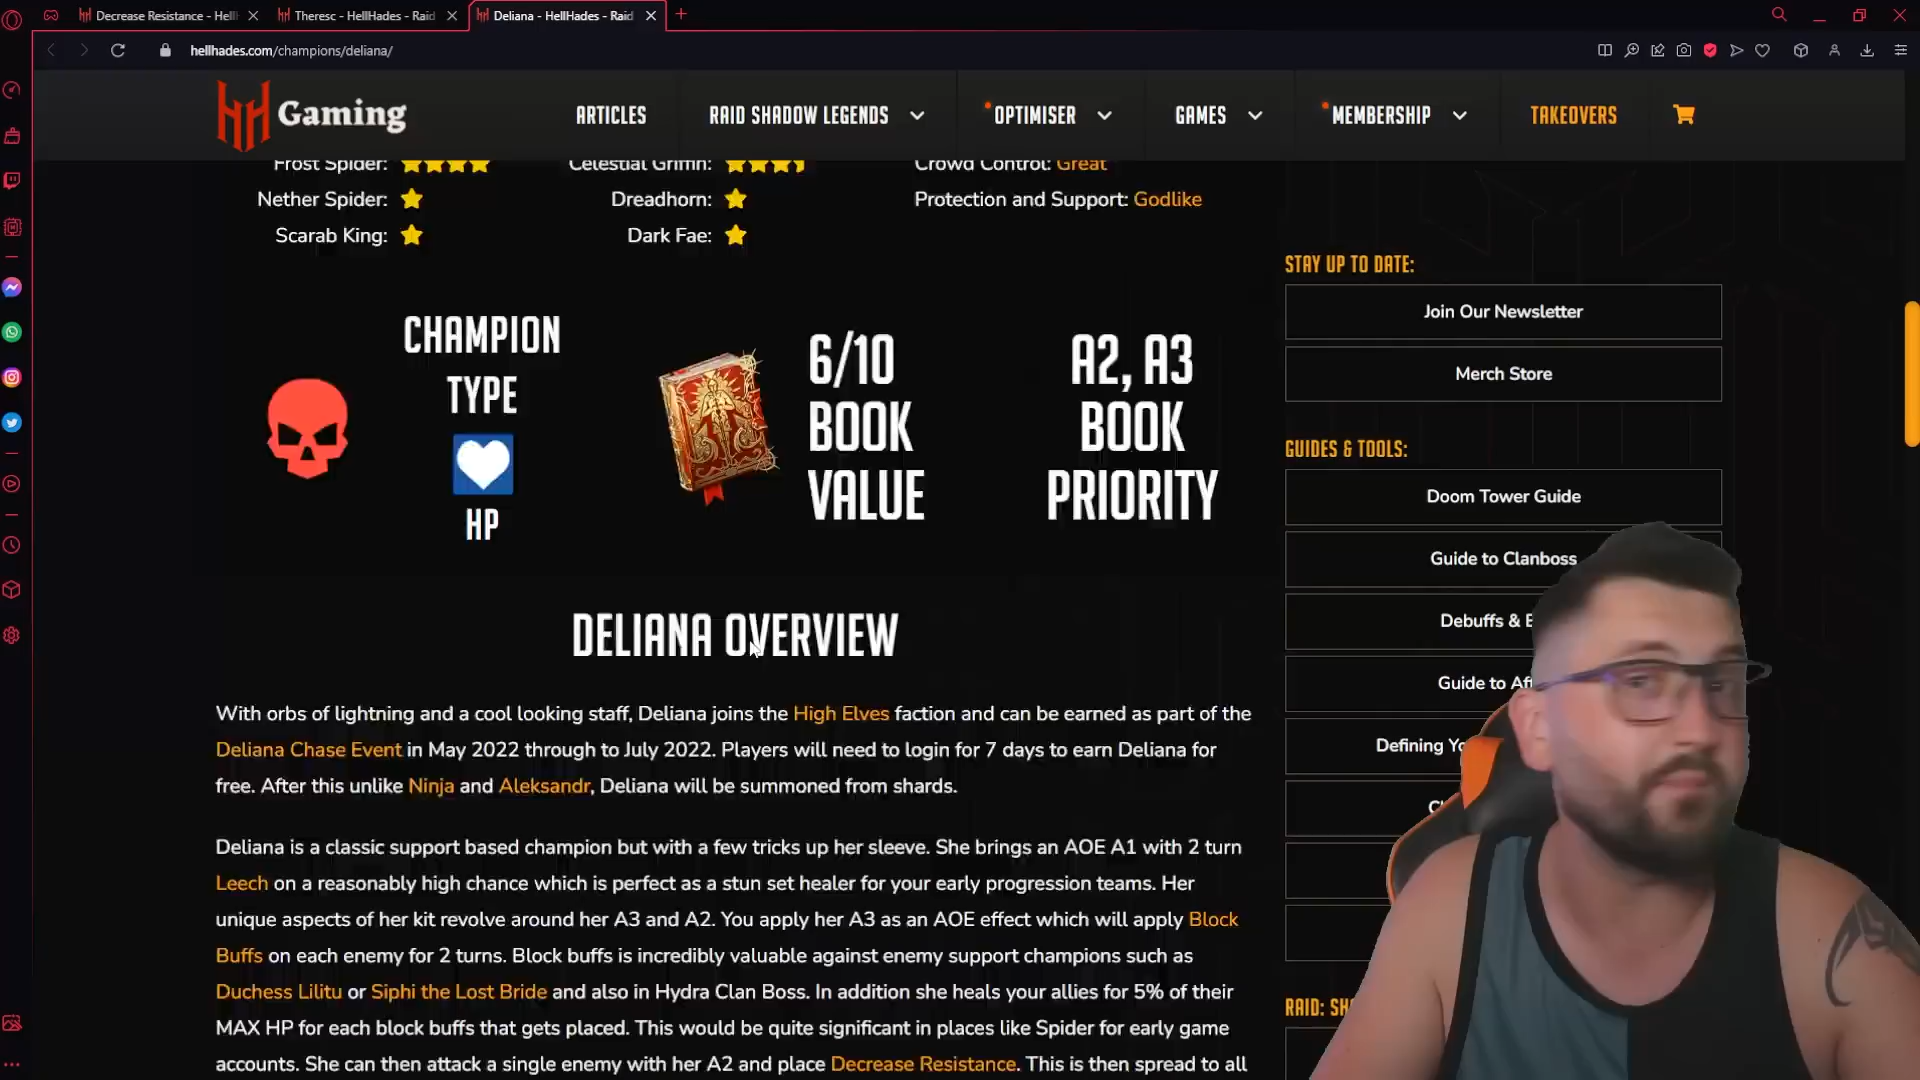 Decrease Resistance - Hell
Theresc - HellHades - Raid
Deliana - HellHades - Raid
hellhades.com/champions/deliana/
HH Gaming
ARTICLES
RAID SHADOW LEGENDS
OPTIMISER
GAMES
MEMBERSHIP
TAKEOVERS
Frost Spider:
Celestial Griffin:
Crowd Control: Great
Nether Spider:
Dreadhorn:
Protection and Support: Godlike
Scarab King:
Dark Fae:
CHAMPION
TYPE
HP
6/10
BOOK
VALUE
A2, A3
BOOK
PRIORITY
DELIANA OVERVIEW
With orbs of lightning and a cool looking staff, Deliana joins the High Elves faction and can be earned as part of the
Deliana Chase Event in May 2022 through to July 2022. Players will need to login for 7 days to earn Deliana for
free. After this unlike Ninja and Aleksandr, Deliana will be summoned from shards.
Deliana is a classic support based champion but with a few tricks up her sleeve. She brings an AOE A1 with 2 turn
Leech on a reasonably high chance which is perfect as a stun set healer for your early progression teams. Her
unique aspects of her kit revolve around her A3 and A2. You apply her A3 as an AOE effect which will apply Block
Buffs on each enemy for 2 turns. Block buffs is incredibly valuable against enemy support champions such as
Duchess Lilitu or Siphi the Lost Bride and also in Hydra Clan Boss. In addition she heals your allies for 5% of their
MAX HP for each block buffs that gets placed. This would be quite significant in places like Spider for early game
accounts. She can then attack a single enemy with her A2 and place Decrease Resistance. This is then spread to all
STAY UP TO DATE:
Join Our Newsletter
Merch Store
GUIDES & TOOLS:
Doom Tower Guide
Guide to Clanboss
Debuffs &
Guide to
Defining
RAID: